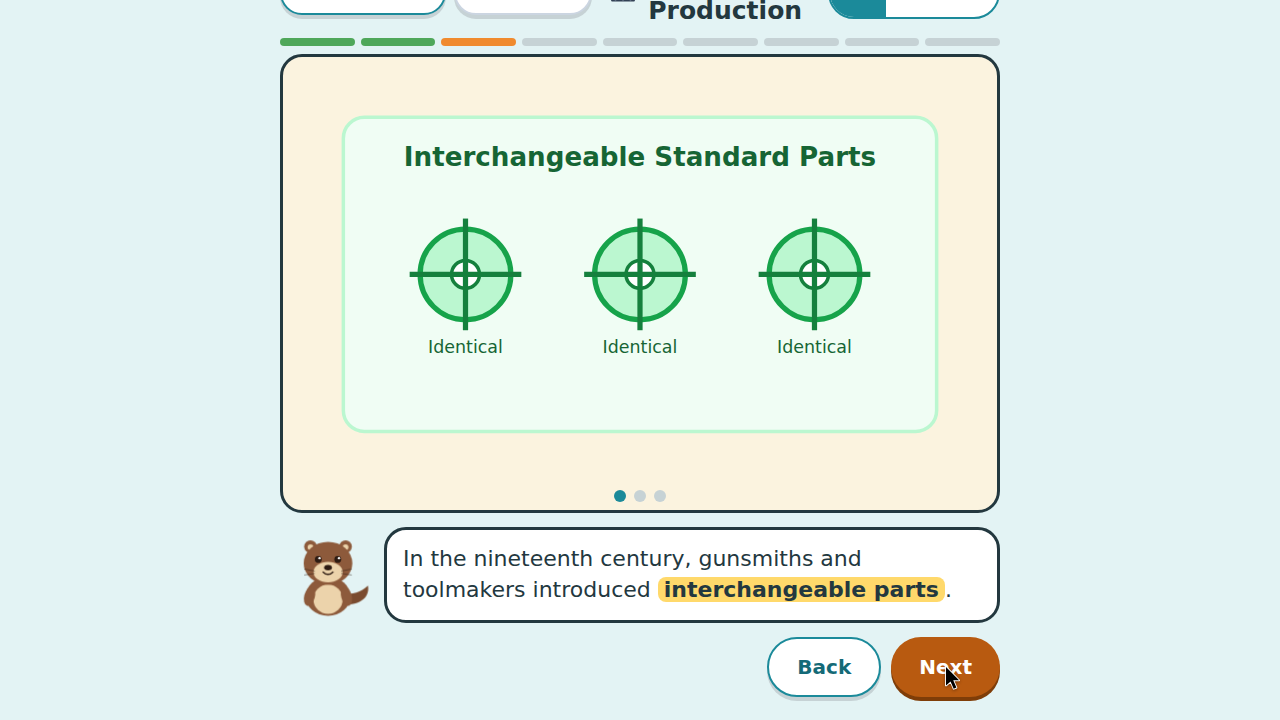 Production
Interchangeable Standard Parts
Identical Identical Identical
In the nineteenth century, gunsmiths and
toolmakers introduced interchangeable parts.
Back Next